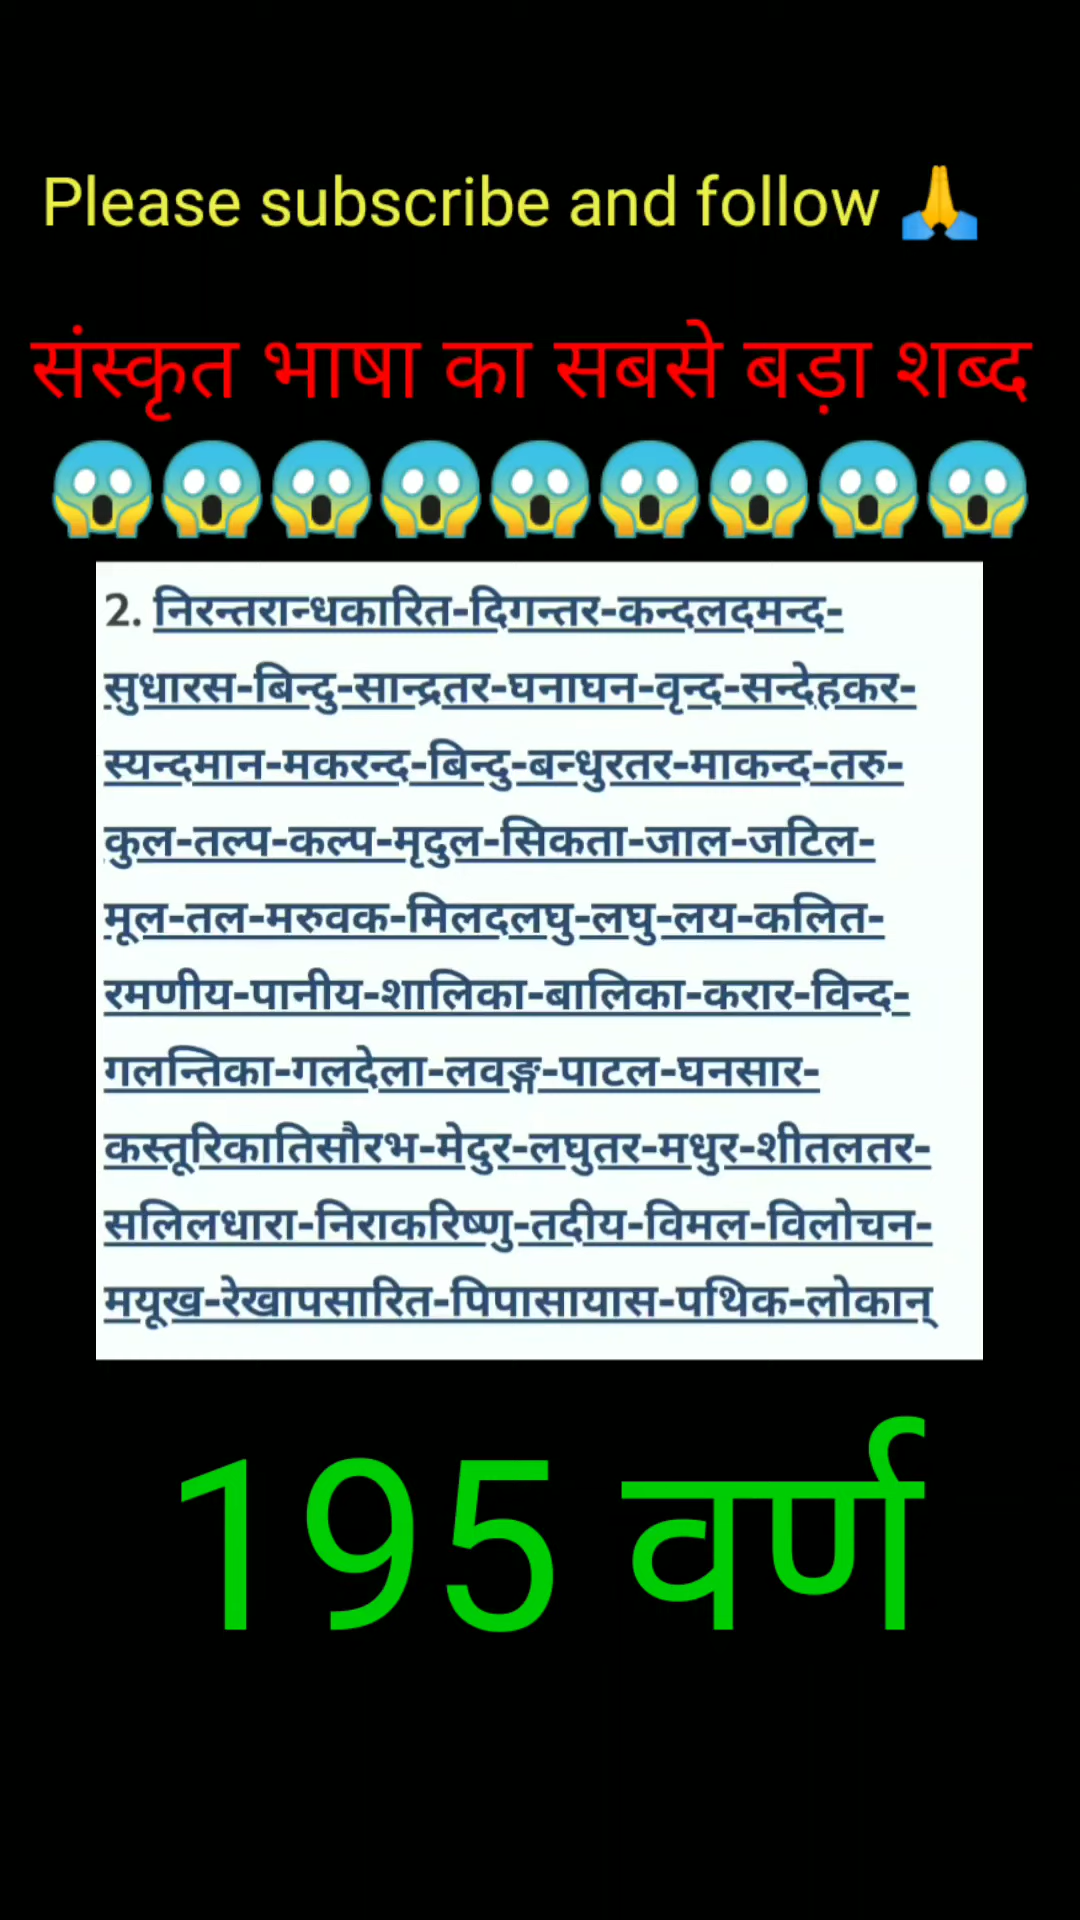 Please subscribe and follow 🙏
संस्कृत भाषा का सबसे बड़ा शब्द
😱😱😱😱😱😱😱😱😱
2. निरन्तरान्धकारित-दिगन्तर-कन्दलदमन्द-
सुधारस-बिन्दु-सान्द्रतर-घनाघन-वृन्द-सन्देहकर-
स्यन्दमान-मकरन्द-बिन्दु-बन्धुरतर-माकन्द-तरु-
कुल-तल्प-कल्प-मृदुल-सिकता-जाल-जटिल-
मूल-तल-मरुवक-मिलदलघु-लघु-लय-कलित-
रमणीय-पानीय-शालिका-बालिका-करार-विन्द-
गलन्तिका-गलदेला-लवङ्ग-पाटल-घनसार-
कस्तूरिकातिसौरभ-मेदुर-लघुतर-मधुर-शीतलतर-
सलिलधारा-निराकरिष्णु-तदीय-विमल-विलोचन-
मयूख-रेखापसारित-पिपासायास-पथिक-लोकान्
195 वर्ण